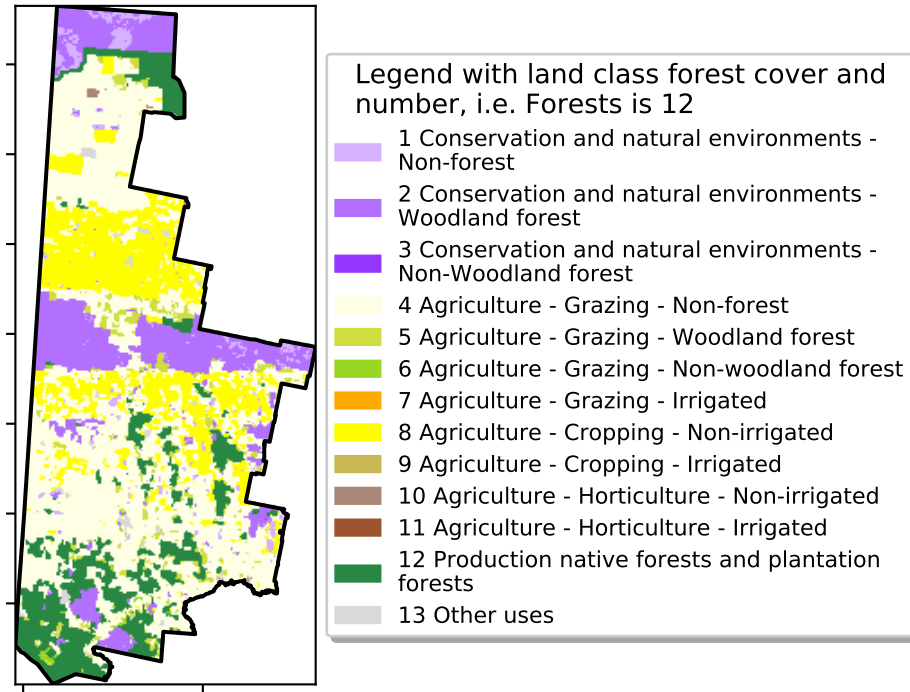 Legend with land class forest cover and
number, i.e. Forests is 12
1 Conservation and natural environments -
Non-forest
2 Conservation and natural environments -
Woodland forest
3 Conservation and natural environments -
Non-Woodland forest
4 Agriculture - Grazing - Non-forest
5 Agriculture - Grazing - Woodland forest
6 Agriculture - Grazing - Non-woodland forest
7 Agriculture - Grazing - Irrigated
8 Agriculture - Cropping - Non-irrigated
9 Agriculture - Cropping - Irrigated
10 Agriculture - Horticulture - Non-irrigated
11 Agriculture - Horticulture - Irrigated
12 Production native forests and plantation
forests
13 Other uses